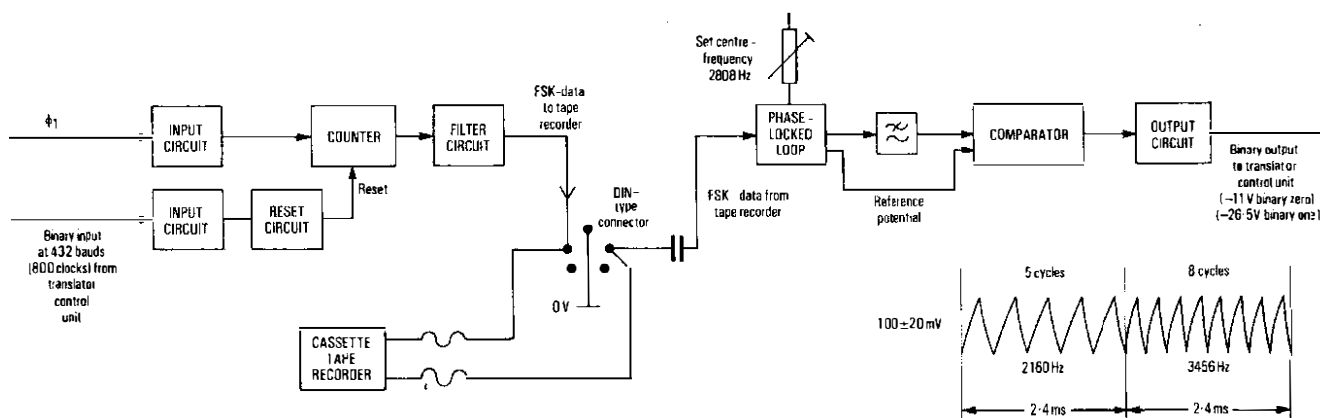 ϕ1
INPUT
CIRCUIT
COUNTER
FILTER
CIRCUIT
FSK-data
to tape
recorder
Reset
INPUT
CIRCUIT
RESET
CIRCUIT
Binary input
at 432 bauds
(800 clocks) from
translator
control
unit
DIN-
type
connector
0V
CASSETTE
TAPE
RECORDER
Set centre-
frequency
2808Hz
PHASE-
LOCKED
LOOP
FSK-data from
tape recorder
Reference
potential
COMPARATOR
OUTPUT
CIRCUIT
Binary output
to translator
control unit
(-11V binary zero)
(-26·5V binary one)
5 cycles
8 cycles
100±20mV
2160Hz
3456Hz
2·4ms
2·4ms